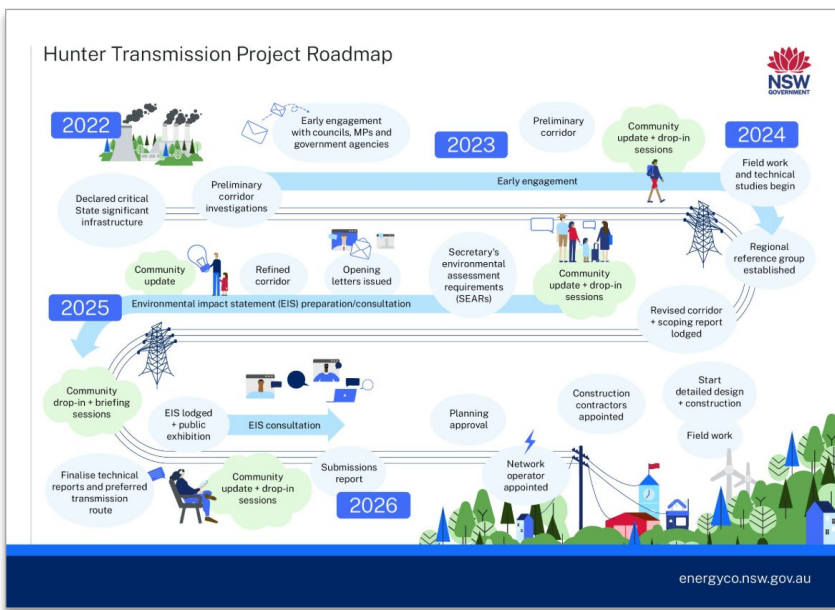 Hunter Transmission Project Roadmap
NSW
GOVERNMENT
2022
Early engagement
with councils, MPs and
government agencies
2023
Preliminary
corridor
Community
update + drop-in
sessions
2024
Declared critical
State significant
infrastructure
Preliminary
corridor
investigations
Early engagement
Field work
and technical
studies begin
Regional
reference group
established
Revised corridor
+ scoping report
lodged
Community
update + drop-in
sessions
Secretary's
environmental
assessment
requirements
(SEARs)
Opening
letters issued
Refined
corridor
Community
update
Environmental impact statement (EIS) preparation/consultation
2025
Community
drop-in + briefing
sessions
Finalise technical
reports and preferred
transmission
route
EIS lodged
+ public
exhibition
EIS consultation
Community
update + drop-in
sessions
Submissions
report
2026
Planning
approval
Network
operator
appointed
Construction
contractors
appointed
Start
detailed design
+ construction
Field work
energyco.nsw.gov.au